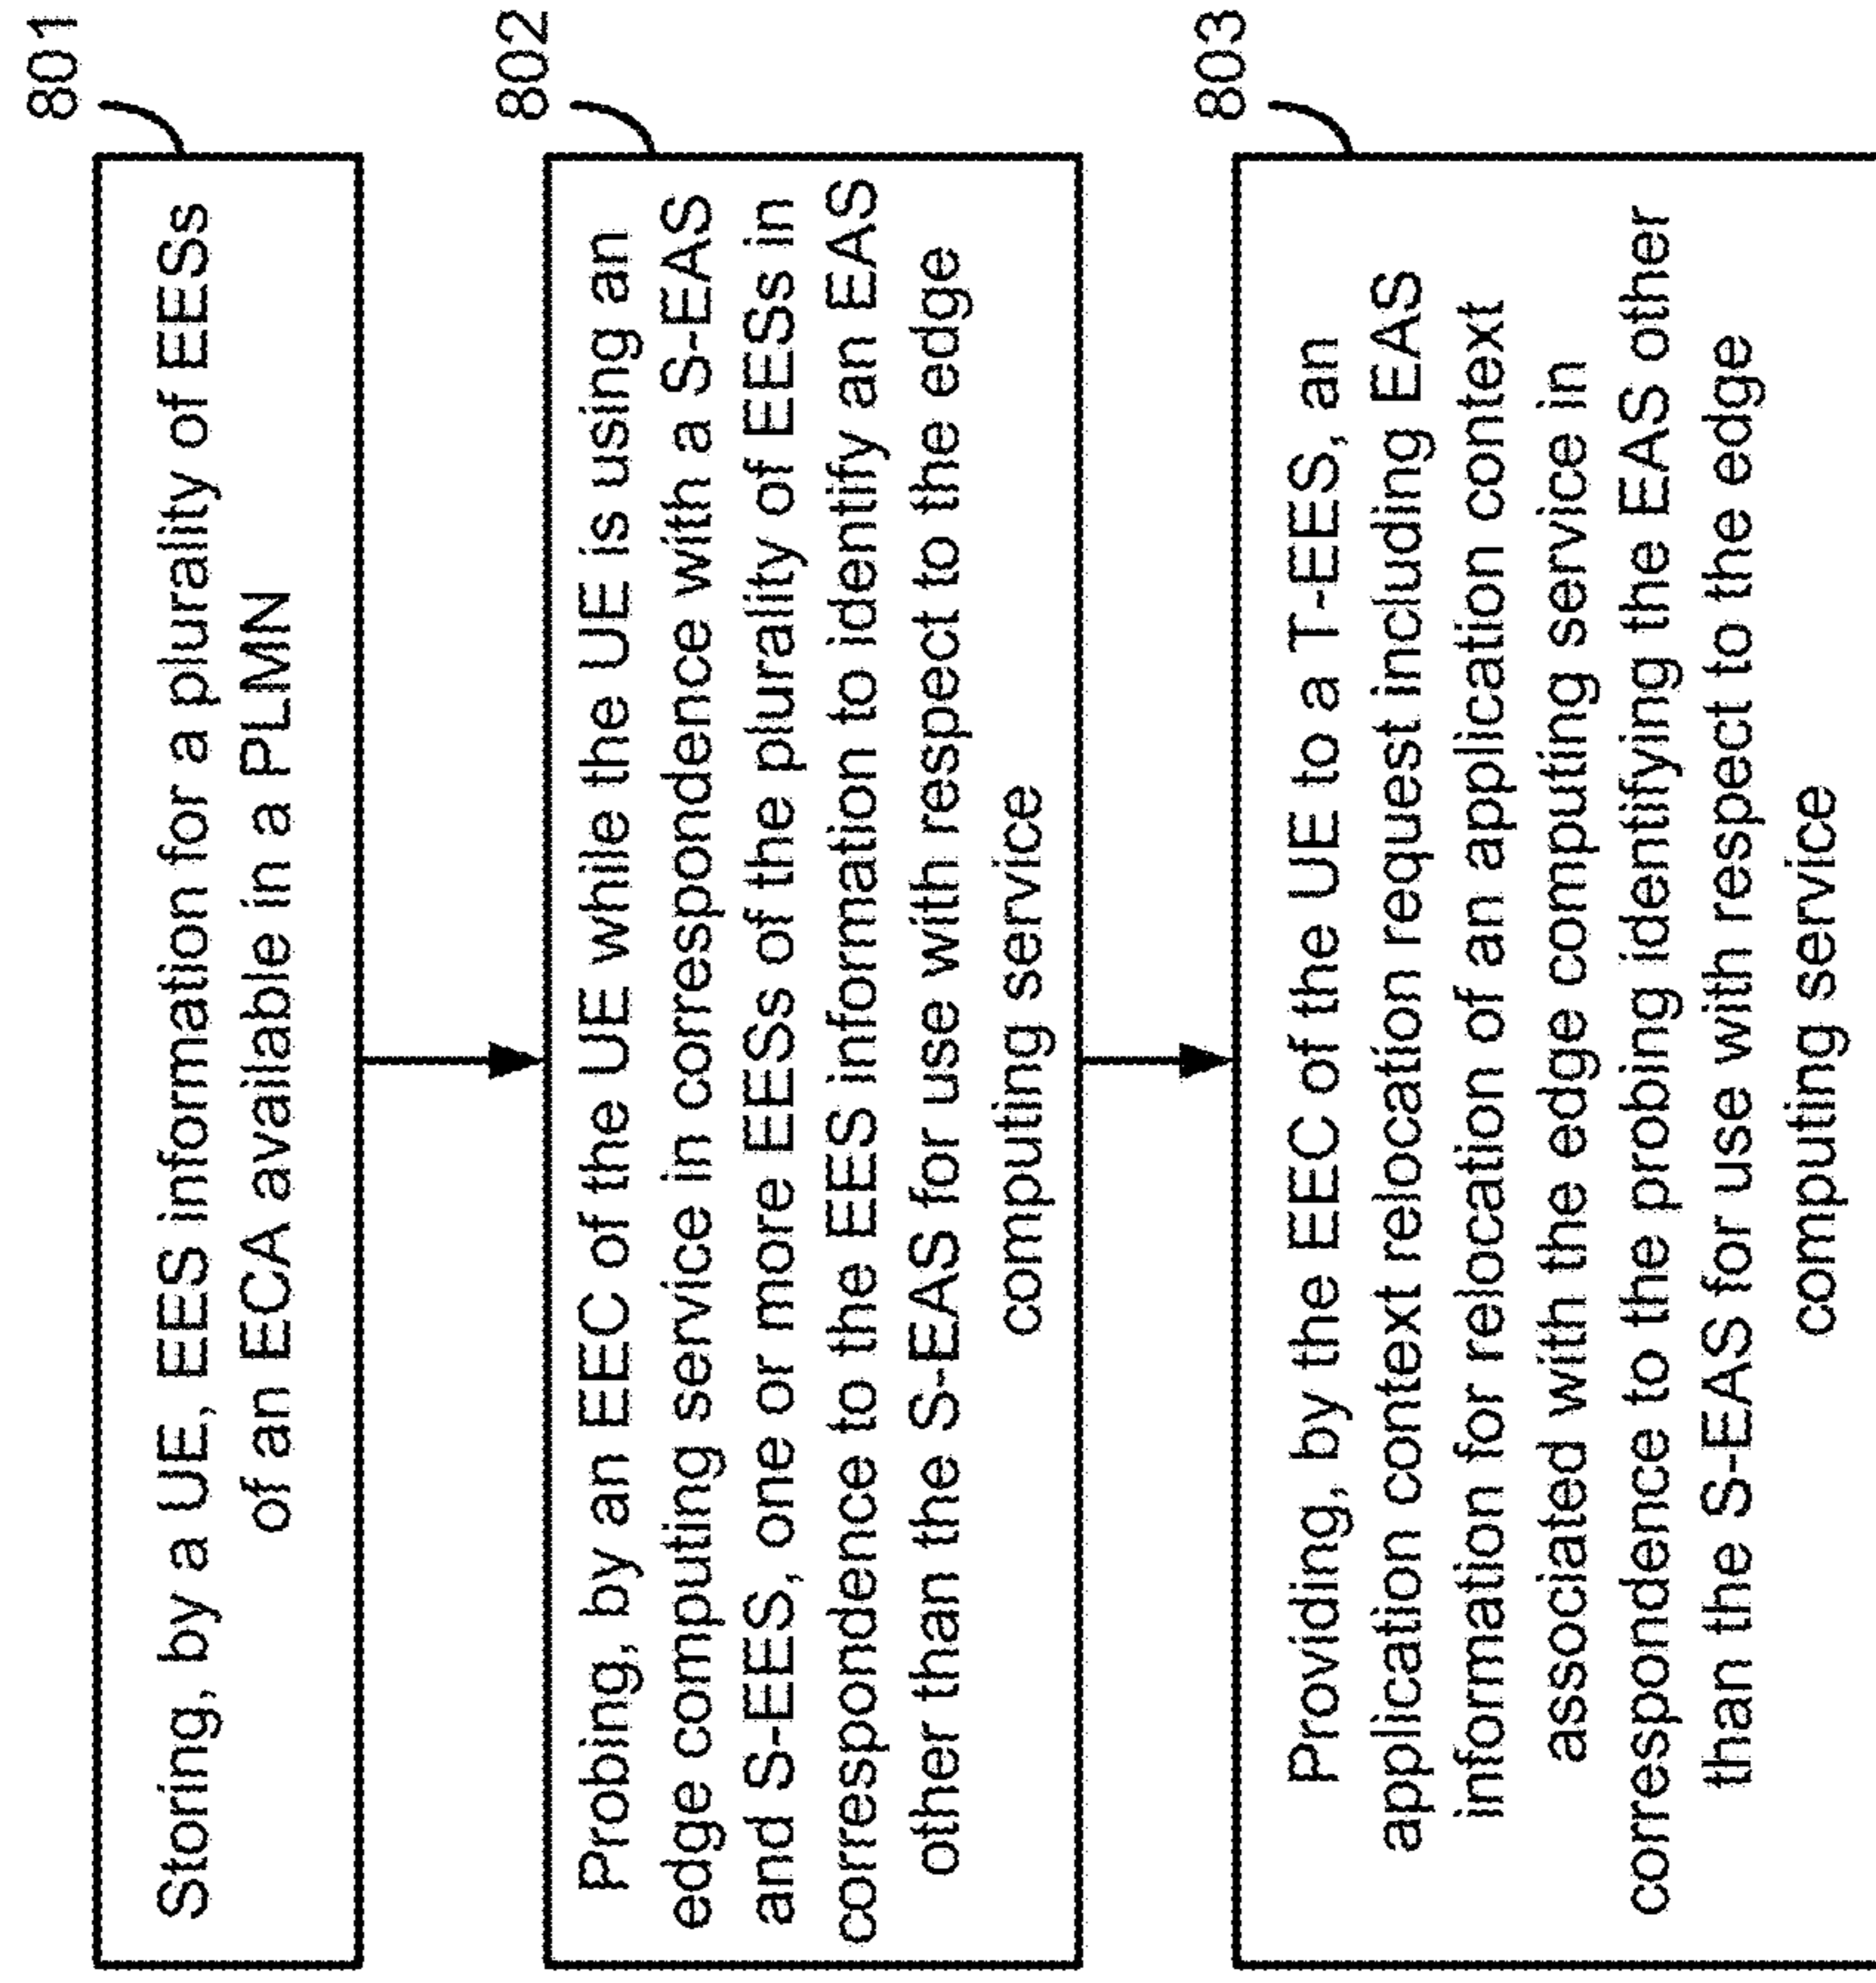 801
Storing, by a UE, EES information for a plurality of EESs
of an ECA available in a PLMN
802
Probing, by an EEC of the UE while the UE is using an
edge computing service in correspondence with a S-EAS
and S-EES, one or more EESs of the plurality of EESs in
correspondence to the EES information to identify an EAS
other than the S-EAS for use with respect to the edge
computing service
803
Providing, by the EEC of the UE to a T-EES, an
application context relocation request including EAS
information for relocation of an application context
associated with the edge computing service in
correspondence to the probing identifying the EAS other
than the S-EAS for use with respect to the edge
computing service